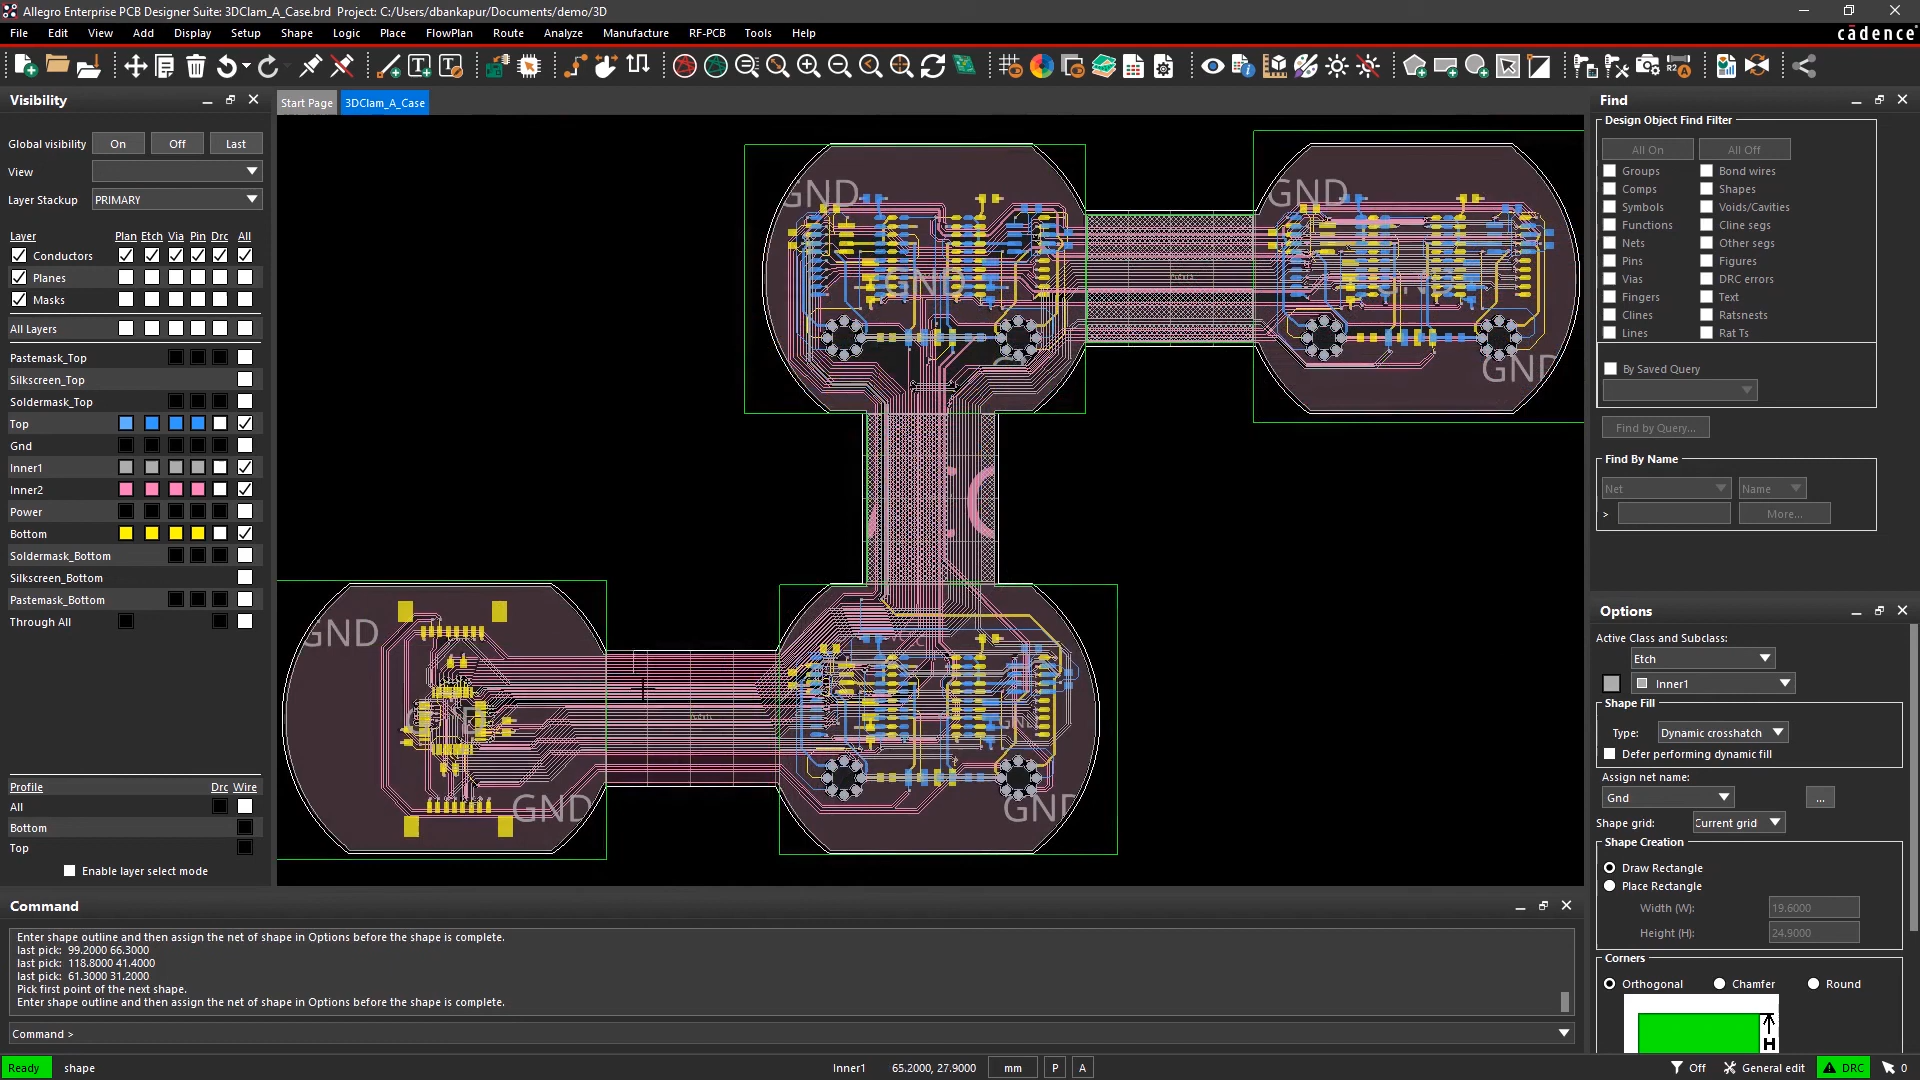 Allegro Enterprise PCB Designer Suite: 3DClam_A_Case.brd Project: C:/Users/dbankapur/Documents/demo/3D
File Edit View Add Display Setup Shape Logic Place FlowPlan Route Analyze Manufacture RF-PCB Tools Help
cādence
Visibility
Start Page
3DClam_A_Case
Global visibility On Off Last
View
Layer Stackup PRIMARY
Layer Plan Etch Via Pin Drc All
Conductors
Planes
Masks
All Layers
Pastemask_Top
Silkscreen_Top
Soldermask_Top
Top
Gnd
Inner1
Inner2
Power
Bottom
Soldermask_Bottom
Silkscreen_Bottom
Pastemask_Bottom
Through All
Profile Drc Wire
All
Bottom
Top
Enable layer select mode
GND
GND
GND
GND
GND
GND
GND
Find
Design Object Find Filter
All On All Off
Groups Bond wires
Comps Shapes
Symbols Voids/Cavities
Functions Cline segs
Nets Other segs
Pins Figures
Vias DRC errors
Fingers Text
Clines Ratsnests
Lines Rat Ts
By Saved Query
Find by Query...
Find By Name
Net Name
> More...
Options
Active Class and Subclass:
Etch
Inner1
Shape Fill
Type: Dynamic crosshatch
Defer performing dynamic fill
Assign net name:
Gnd ...
Shape grid: Current grid
Shape Creation
Draw Rectangle
Place Rectangle
Width (W): 19.6000
Height (H): 24.9000
Corners
Orthogonal Chamfer Round
H
Command
Enter shape outline and then assign the net of shape in Options before the shape is complete.
last pick: 99.2000 66.3000
last pick: 118.8000 41.4000
last pick: 61.3000 31.2000
Pick first point of the next shape.
Enter shape outline and then assign the net of shape in Options before the shape is complete.
Command >
Ready shape Inner1 65.2000, 27.9000 mm P A Off General edit DRC 0